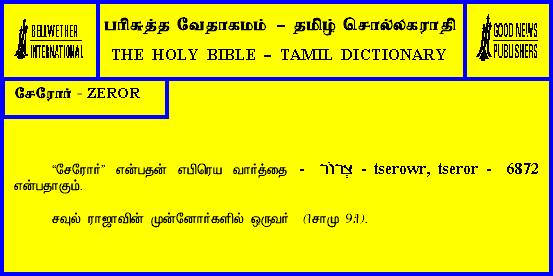 BELLWETHER
INTERNATIONAL
பரிசுத்த வேதாகமம் – தமிழ் சொல்லகராதி
THE HOLY BIBLE – TAMIL DICTIONARY
GOOD NEWS
PUBLISHERS
சேரோர் - ZEROR
“சேரோர்” என்பதன் எபிரெய வார்த்தை - צְרוֹר - tserowr, tseror - 6872
என்பதாகும்.
சவுல் ராஜாவின் முன்னோர்களில் ஒருவர் (1சாமு 9:1).